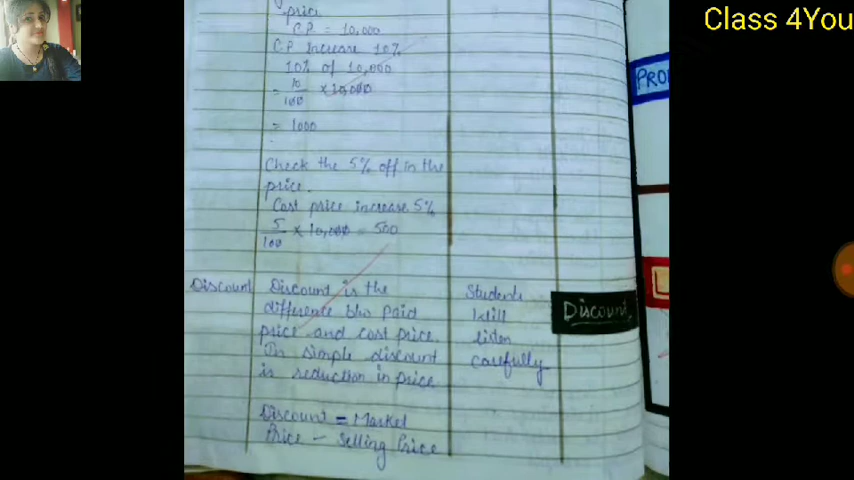 Class 4You
price
C.P. = 10,000
C.P Increase 10%
10% of 10,000
= 10/100 × 10,000
= 1000
Check the 5% off in the
price.
Cost price increase 5%
5/100 × 10,000 = 500
Discount
Discount is the
difference b/w paid
price and cost price.
In simple discount
is reduction in price
Discount = Market
Price - Selling Price
Students
will
listen
carefully
Discount